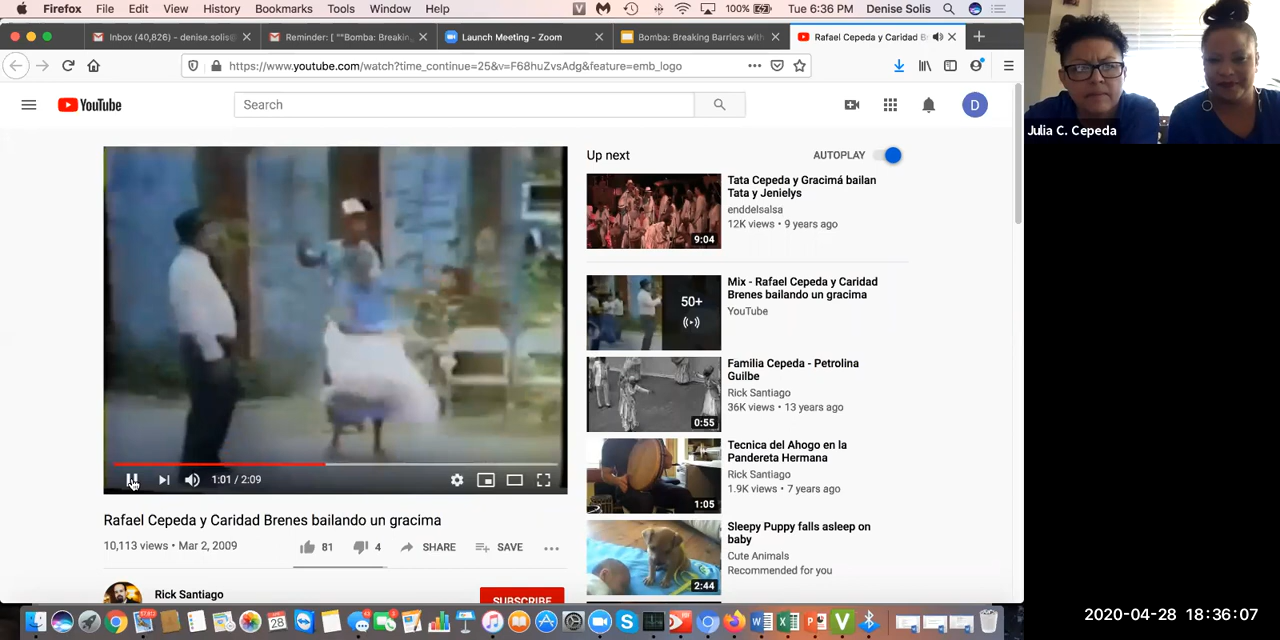 Firefox File Edit View History Bookmarks Tools Window Help 100% Tue 6:36 PM Denise Solis
Inbox (40,826) - denise.solis@
Reminder: [ "*Bomba: Breakin
Launch Meeting - Zoom
Bomba: Breaking Barriers with
Rafael Cepeda y Caridad B
https://www.youtube.com/watch?time_continue=25&v=F68huZvsAdg&feature=emb_logo
YouTube
Search
D
Julia C. Cepeda
Up next
AUTOPLAY
Tata Cepeda y Gracimá bailan
Tata y Jenielys
enddelsalsa
12K views • 9 years ago
9:04
Mix - Rafael Cepeda y Caridad
Brenes bailando un gracima
YouTube
50+
Familia Cepeda - Petrolina
Guilbe
Rick Santiago
36K views • 13 years ago
0:55
Tecnica del Ahogo en la
Pandereta Hermana
Rick Santiago
1.9K views • 7 years ago
1:05
Sleepy Puppy falls asleep on
baby
Cute Animals
Recommended for you
2:44
1:01 / 2:09
Rafael Cepeda y Caridad Brenes bailando un gracima
10,113 views • Mar 2, 2009
81 4 SHARE SAVE
Rick Santiago
SUBSCRIBE
28
2020-04-28 18:36:07